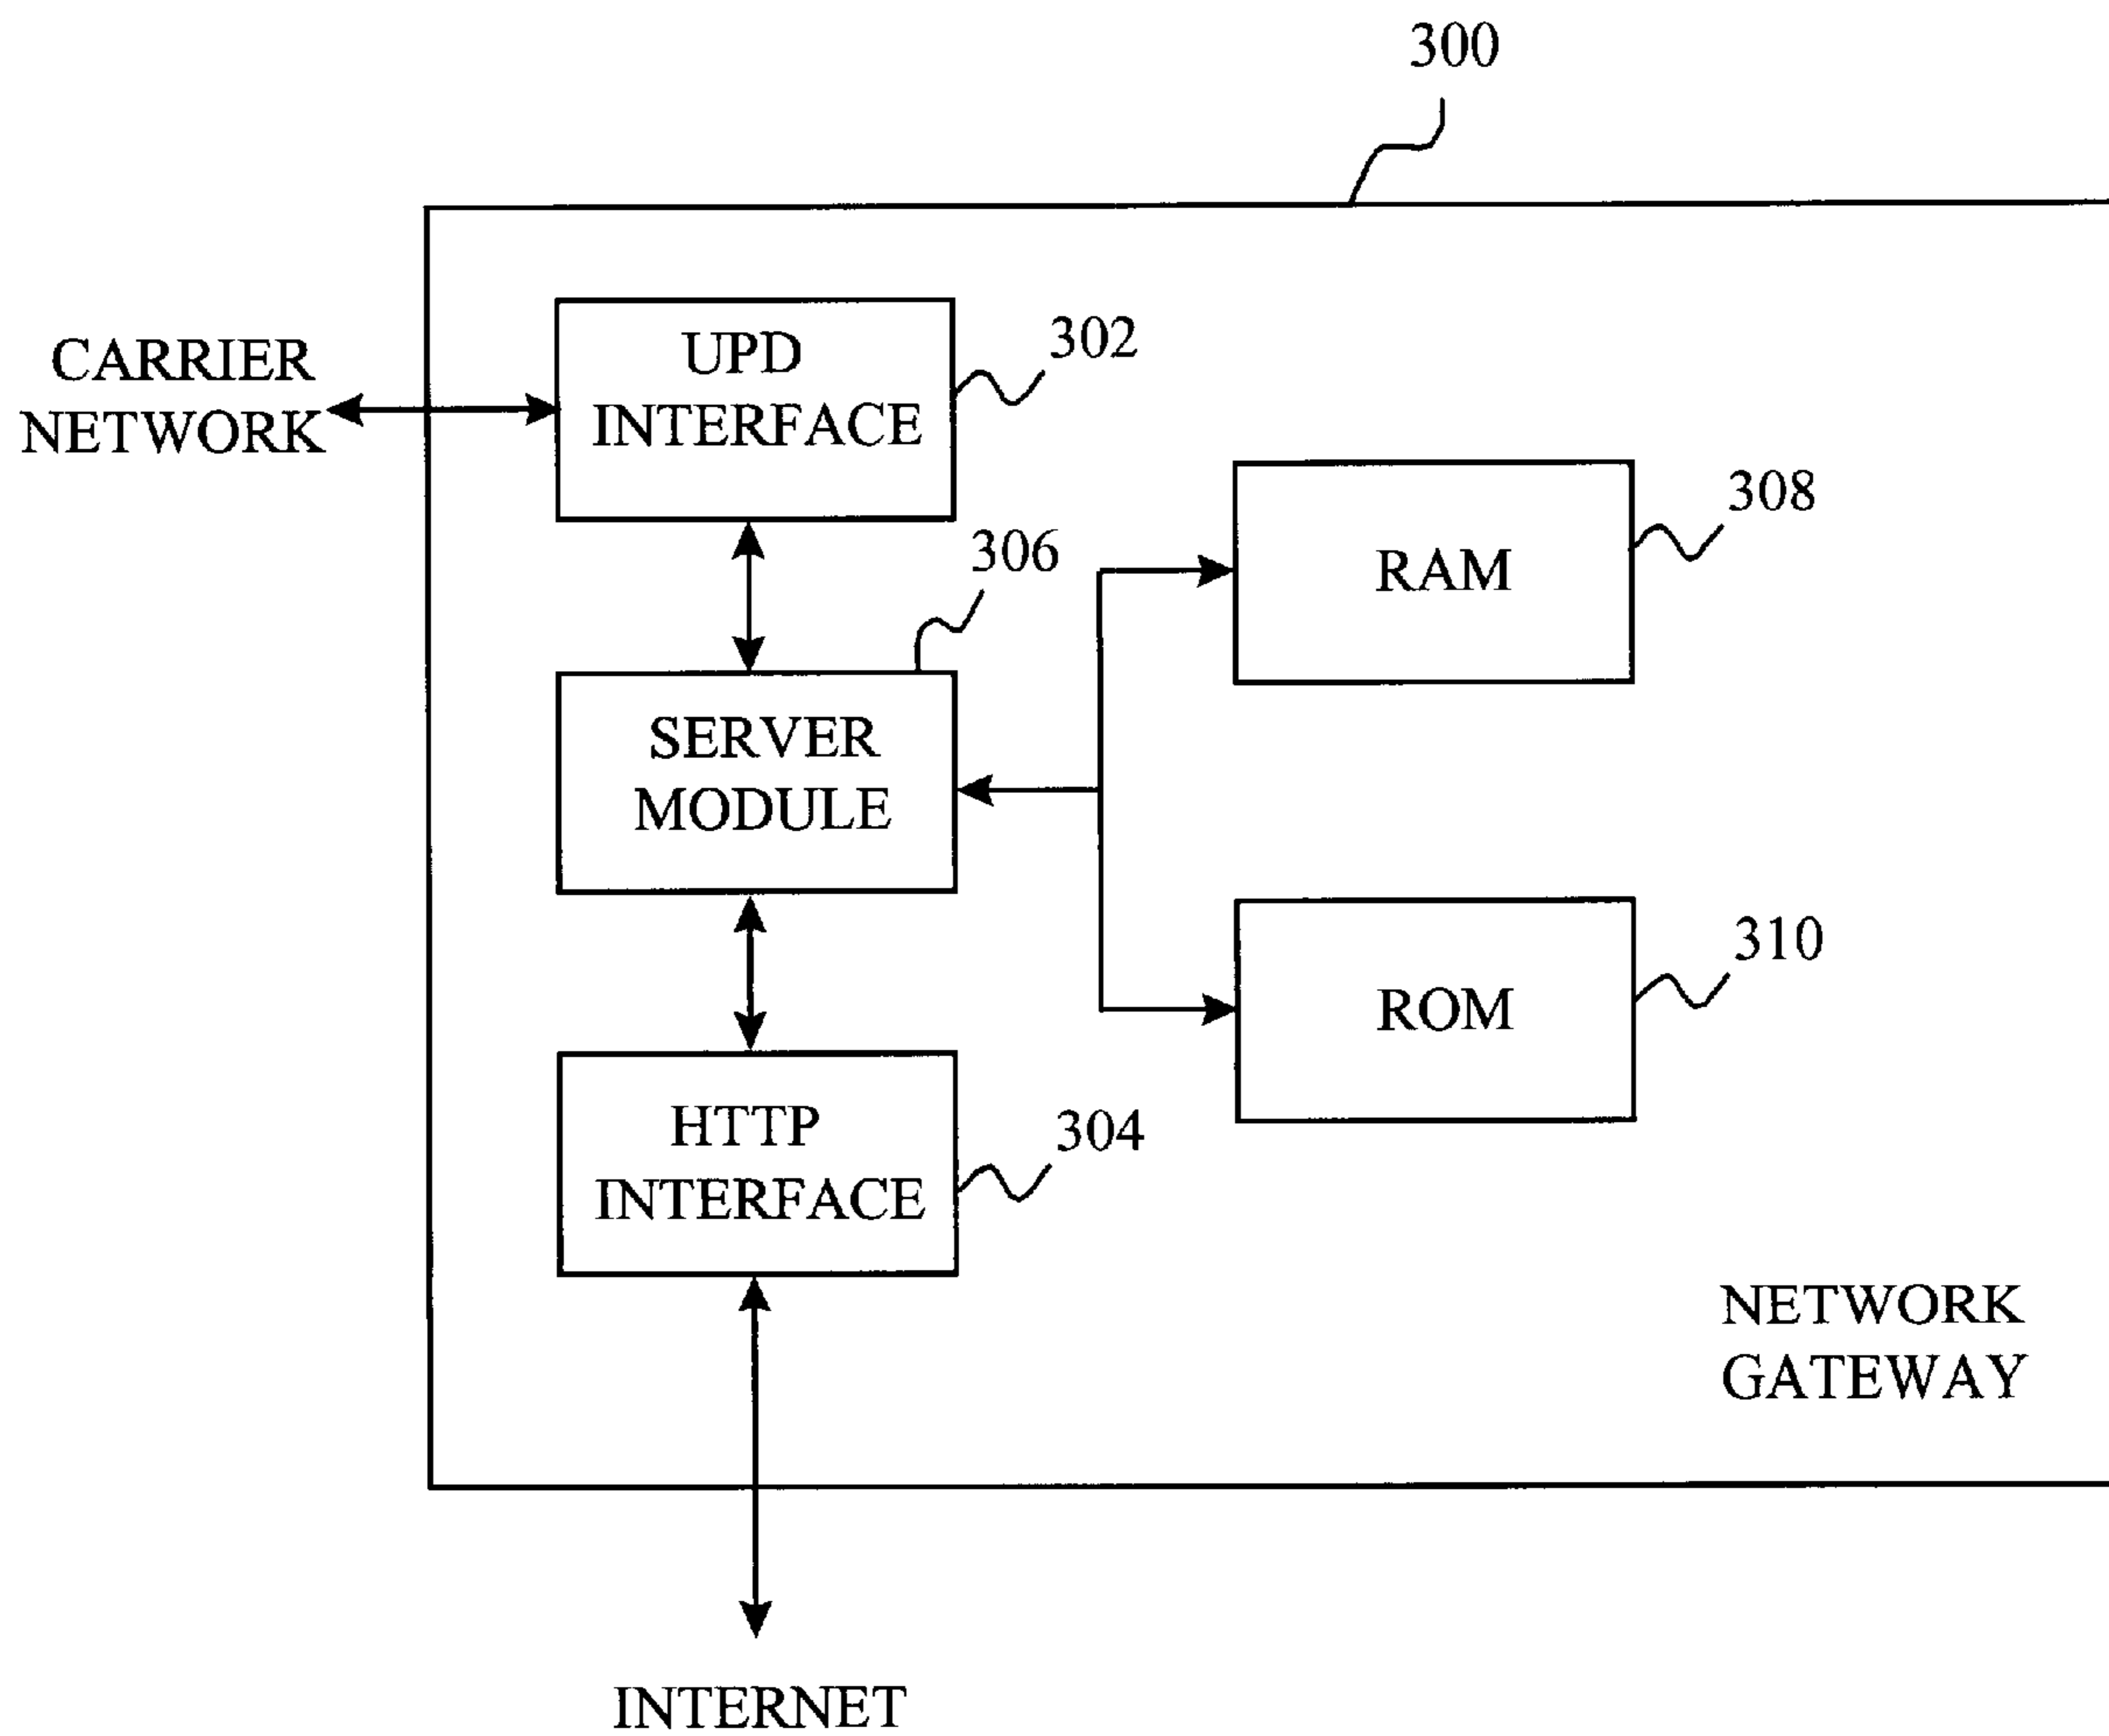 300
CARRIER
NETWORK
UPD
INTERFACE
302
306
RAM
308
SERVER
MODULE
ROM
310
HTTP
INTERFACE
304
NETWORK
GATEWAY
INTERNET